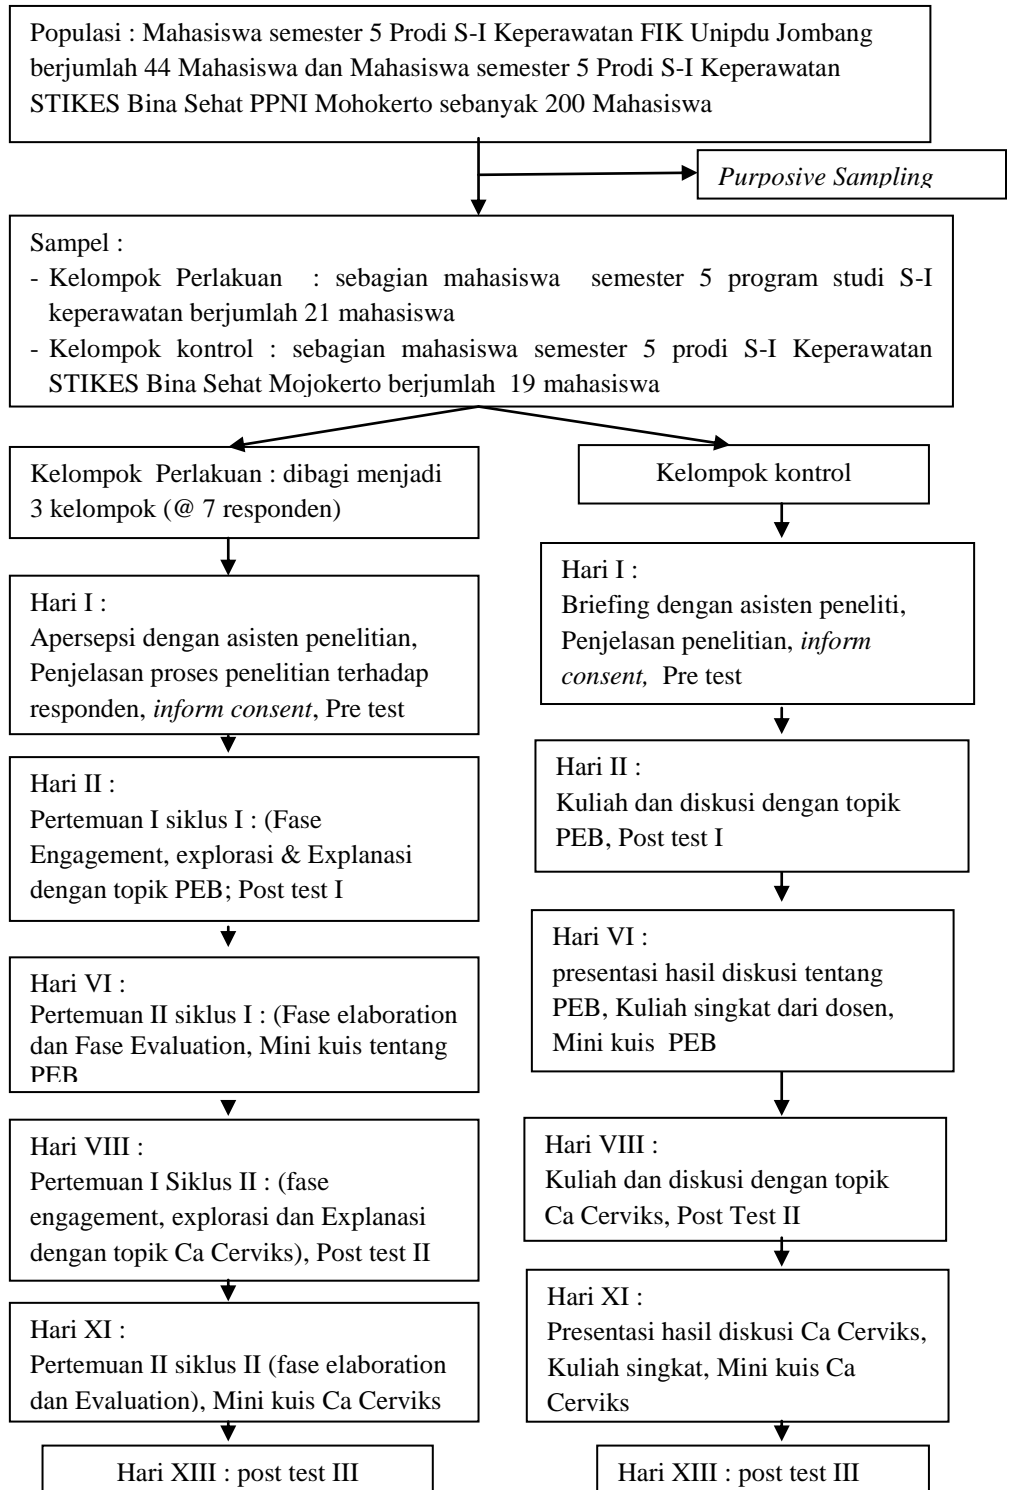 Populasi : Mahasiswa semester 5 Prodi S-I Keperawatan FIK Unipdu Jombang
berjumlah 44 Mahasiswa dan Mahasiswa semester 5 Prodi S-I Keperawatan
STIKES Bina Sehat PPNI Mohokerto sebanyak 200 Mahasiswa
Purposive Sampling
Sampel :
- Kelompok Perlakuan : sebagian mahasiswa semester 5 program studi S-I
keperawatan berjumlah 21 mahasiswa
- Kelompok kontrol : sebagian mahasiswa semester 5 prodi S-I Keperawatan
STIKES Bina Sehat Mojokerto berjumlah 19 mahasiswa
Kelompok Perlakuan : dibagi menjadi
3 kelompok (@ 7 responden)
Hari I :
Apersepsi dengan asisten penelitian,
Penjelasan proses penelitian terhadap
responden, inform consent, Pre test
Hari II :
Pertemuan I siklus I : (Fase
Engagement, explorasi & Explanasi
dengan topik PEB; Post test I
Hari VI :
Pertemuan II siklus I : (Fase elaboration
dan Fase Evaluation, Mini kuis tentang
PEB
Hari VIII :
Pertemuan I Siklus II : (fase
engagement, explorasi dan Explanasi
dengan topik Ca Cerviks), Post test II
Hari XI :
Pertemuan II siklus II (fase elaboration
dan Evaluation), Mini kuis Ca Cerviks
Hari XIII : post test III
Kelompok kontrol
Hari I :
Briefing dengan asisten peneliti,
Penjelasan penelitian, inform
consent, Pre test
Hari II :
Kuliah dan diskusi dengan topik
PEB, Post test I
Hari VI :
presentasi hasil diskusi tentang
PEB, Kuliah singkat dari dosen,
Mini kuis PEB
Hari VIII :
Kuliah dan diskusi dengan topik
Ca Cerviks, Post Test II
Hari XI :
Presentasi hasil diskusi Ca Cerviks,
Kuliah singkat, Mini kuis Ca
Cerviks
Hari XIII : post test III